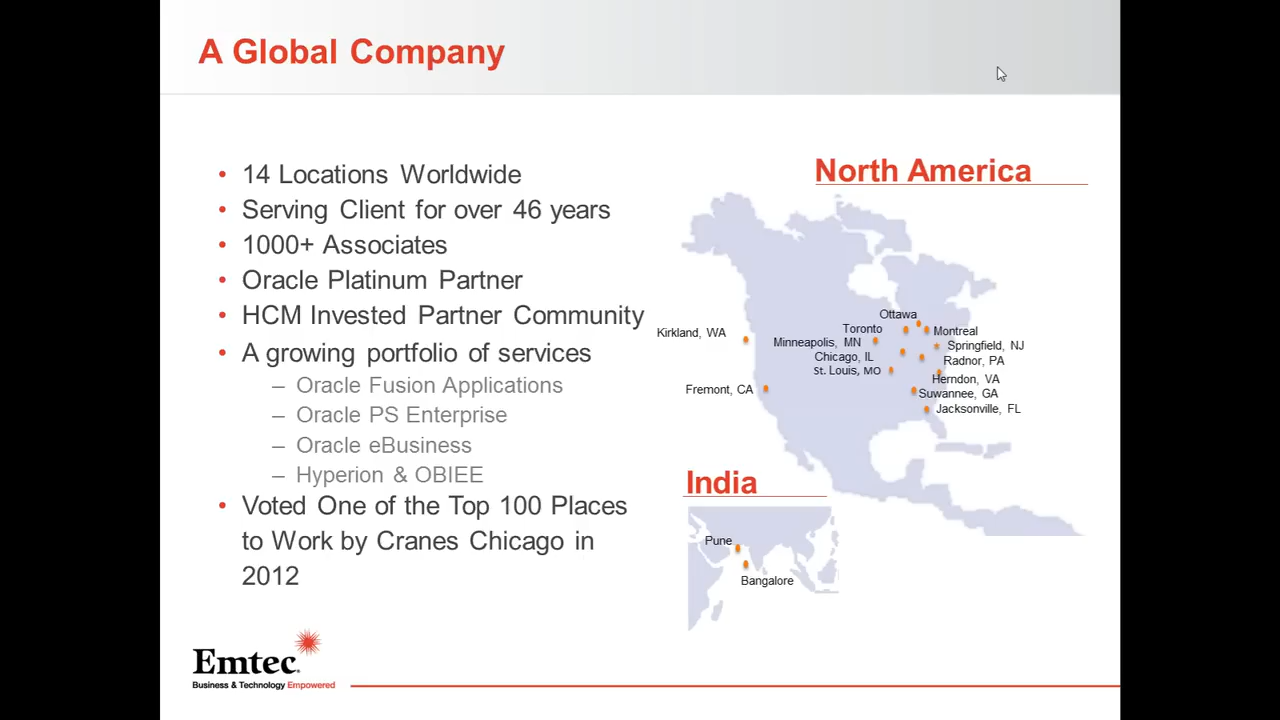 A Global Company
14 Locations Worldwide
Serving Client for over 46 years
1000+ Associates
Oracle Platinum Partner
HCM Invested Partner Community
A growing portfolio of services
– Oracle Fusion Applications
– Oracle PS Enterprise
– Oracle eBusiness
– Hyperion & OBIEE
Voted One of the Top 100 Places
to Work by Cranes Chicago in
2012
North America
Ottawa
Kirkland, WA
Toronto
Montreal
Minneapolis, MN
Springfield, NJ
Chicago, IL
Radnor, PA
St. Louis, MO
Herndon, VA
Fremont, CA
Suwannee, GA
Jacksonville, FL
India
Pune
Bangalore
Emtec
Business & Technology Empowered